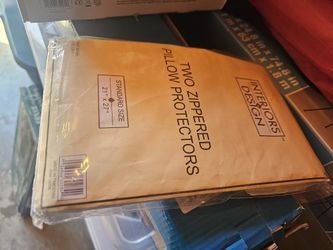 INTERIORS
DESIGN
TWO ZIPPERED
PILLOW PROTECTORS
STANDARD SIZE
21" X 27"